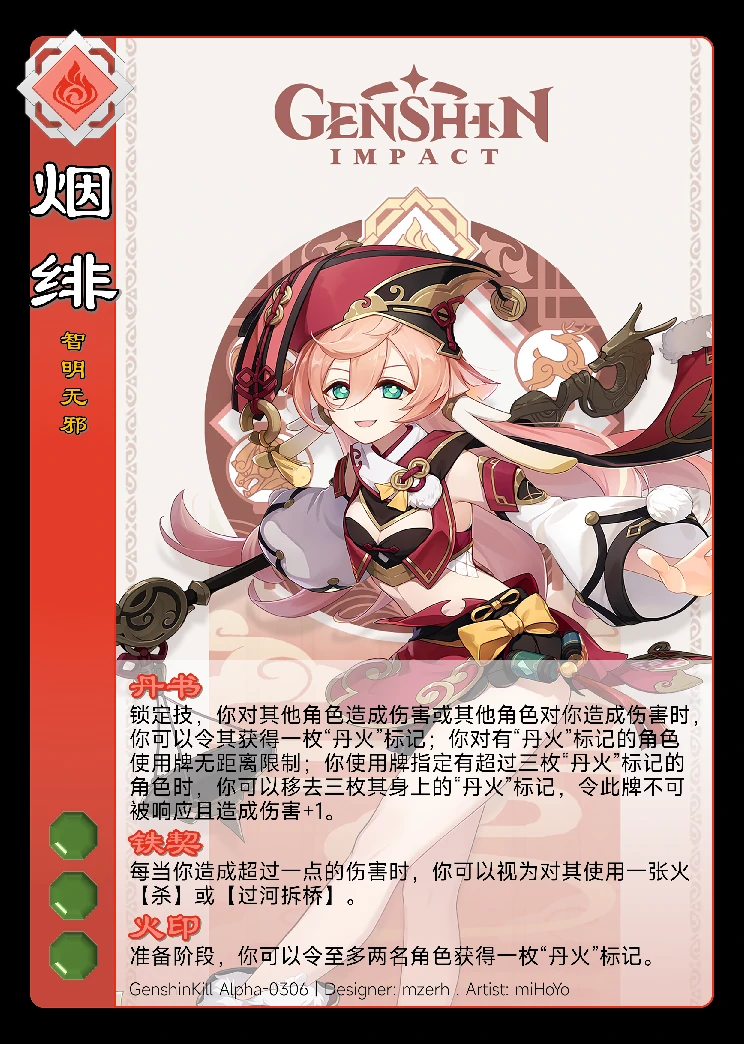 GENSHIN
IMPACT
烟
绯
智
明
无
邪
丹书
锁定技，你对其他角色造成伤害或其他角色对你造成伤害时，
你可以令其获得一枚“丹火”标记；你对有“丹火”标记的角色
使用牌无距离限制；你使用牌指定有超过三枚“丹火”标记的
角色时，你可以移去三枚其身上的“丹火”标记，令此牌不可
被响应且造成伤害+1。
铁契
每当你造成超过一点的伤害时，你可以视为对其使用一张火
【杀】或【过河拆桥】。
火印
准备阶段，你可以令至多两名角色获得一枚“丹火”标记。
GenshinKill Alpha-0306 | Designer: mzerh . Artist: miHoYo